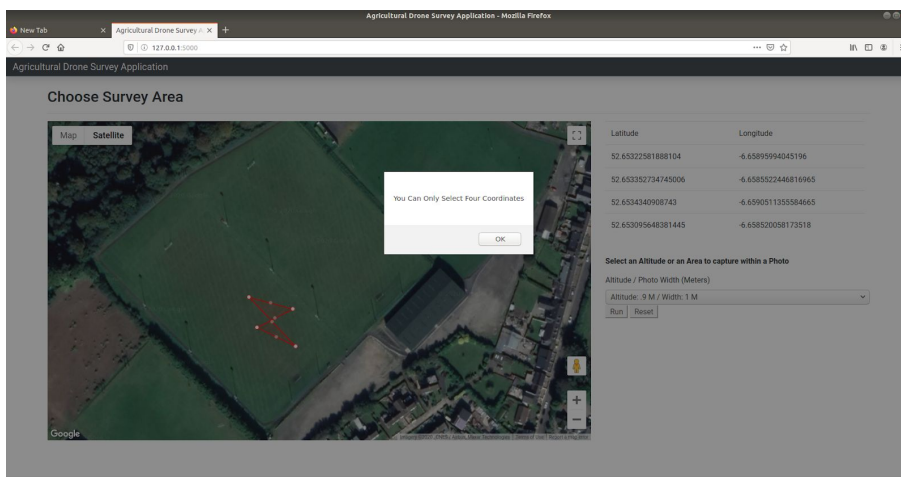 Agricultural Drone Survey Application - Mozilla Firefox
New Tab
Agricultural Drone Survey A
127.0.0.1:5000
Agricultural Drone Survey Application
Choose Survey Area
Map Satellite
You Can Only Select Four Coordinates
OK
Google
Latitude Longitude
52.65322581888104 -6.65895994045196
52.653352734745006 -6.6585522446816965
52.6534340908743 -6.6590511355584665
52.653095648381445 -6.658520058173518
Select an Altitude or an Area to capture within a Photo
Altitude / Photo Width (Meters)
Altitude: .9 M / Width: 1 M
Run Reset